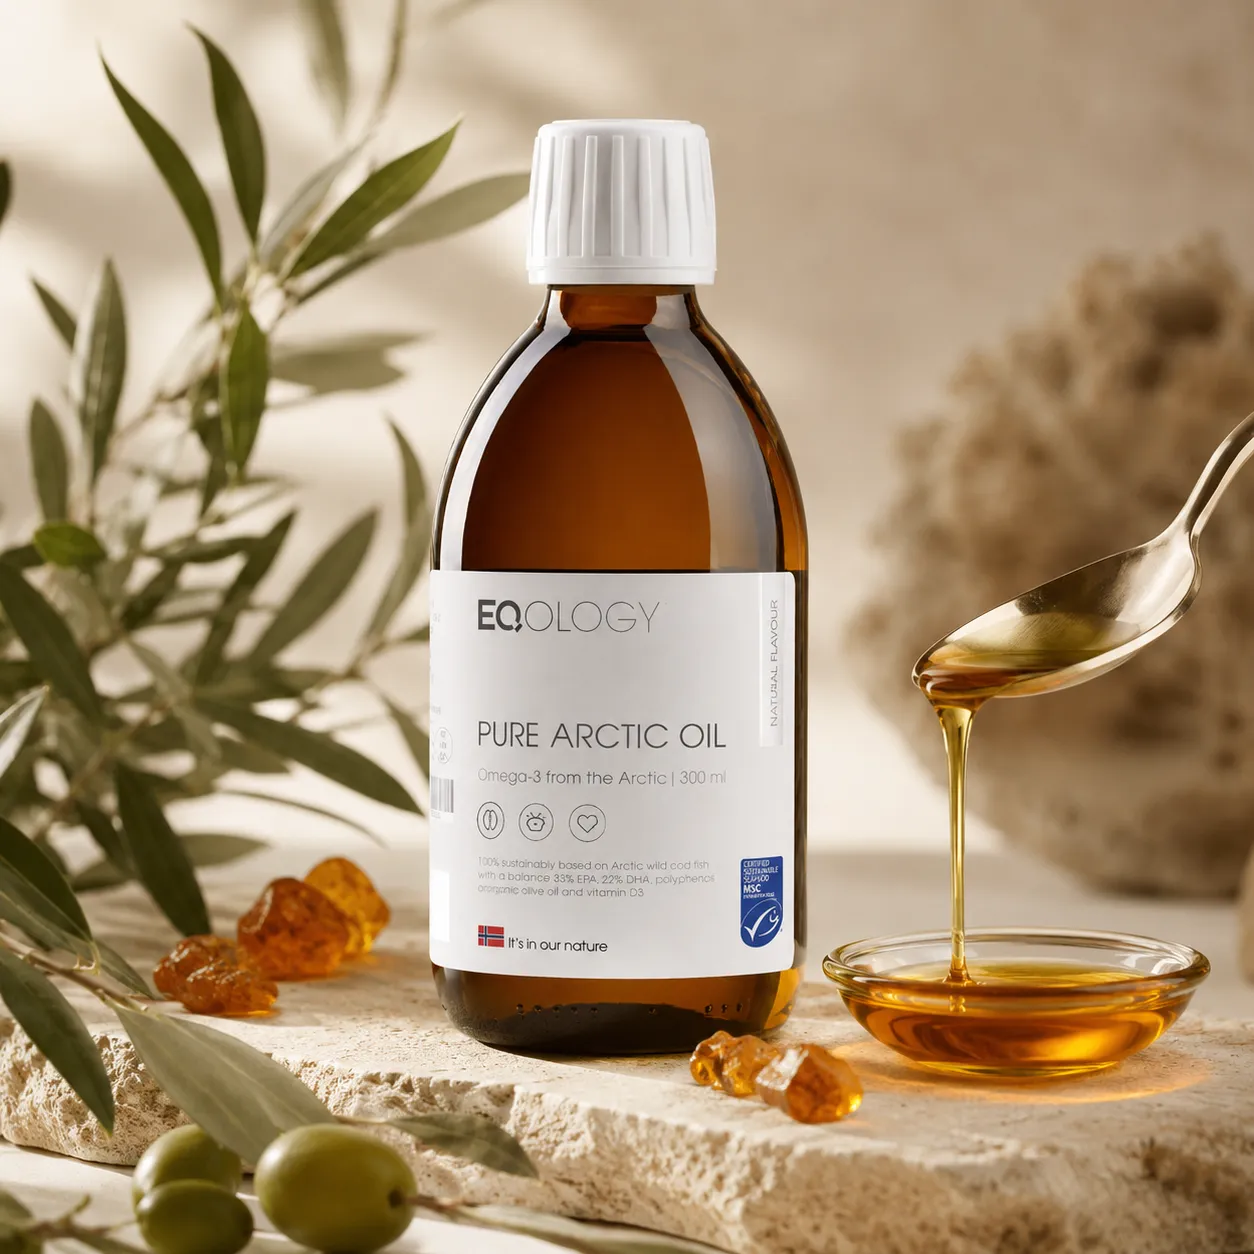 EQOLOGY
NATURAL FLAVOUR
PURE ARCTIC OIL
Omega-3 from the Arctic | 300 ml
100% sustainably based on Arctic wild cod fish
with a balance 33% EPA, 22% DHA, polyphenols
olive oil and vitamin D3
CERTIFIED
SUSTAINABLE
SEAFOOD
MSC
It's in our nature